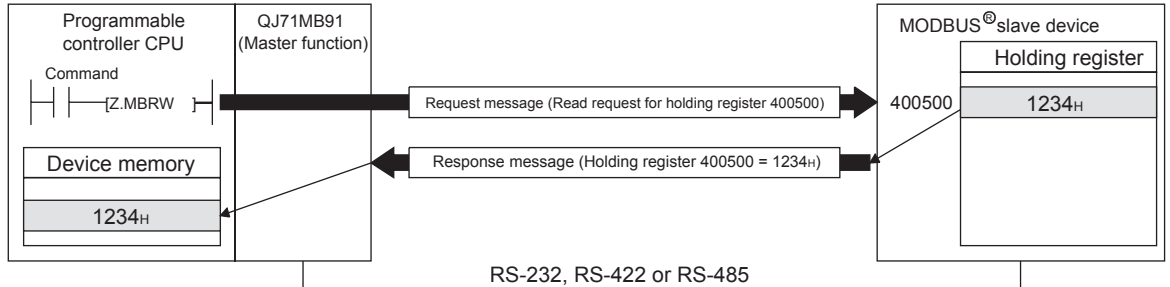 Programmable
controller CPU
QJ71MB91
(Master function)
MODBUS® slave device
Holding register
Command
Z.MBRW
Request message (Read request for holding register 400500)
400500
1234H
Response message (Holding register 400500 = 1234H)
Device memory
1234H
RS-232, RS-422 or RS-485